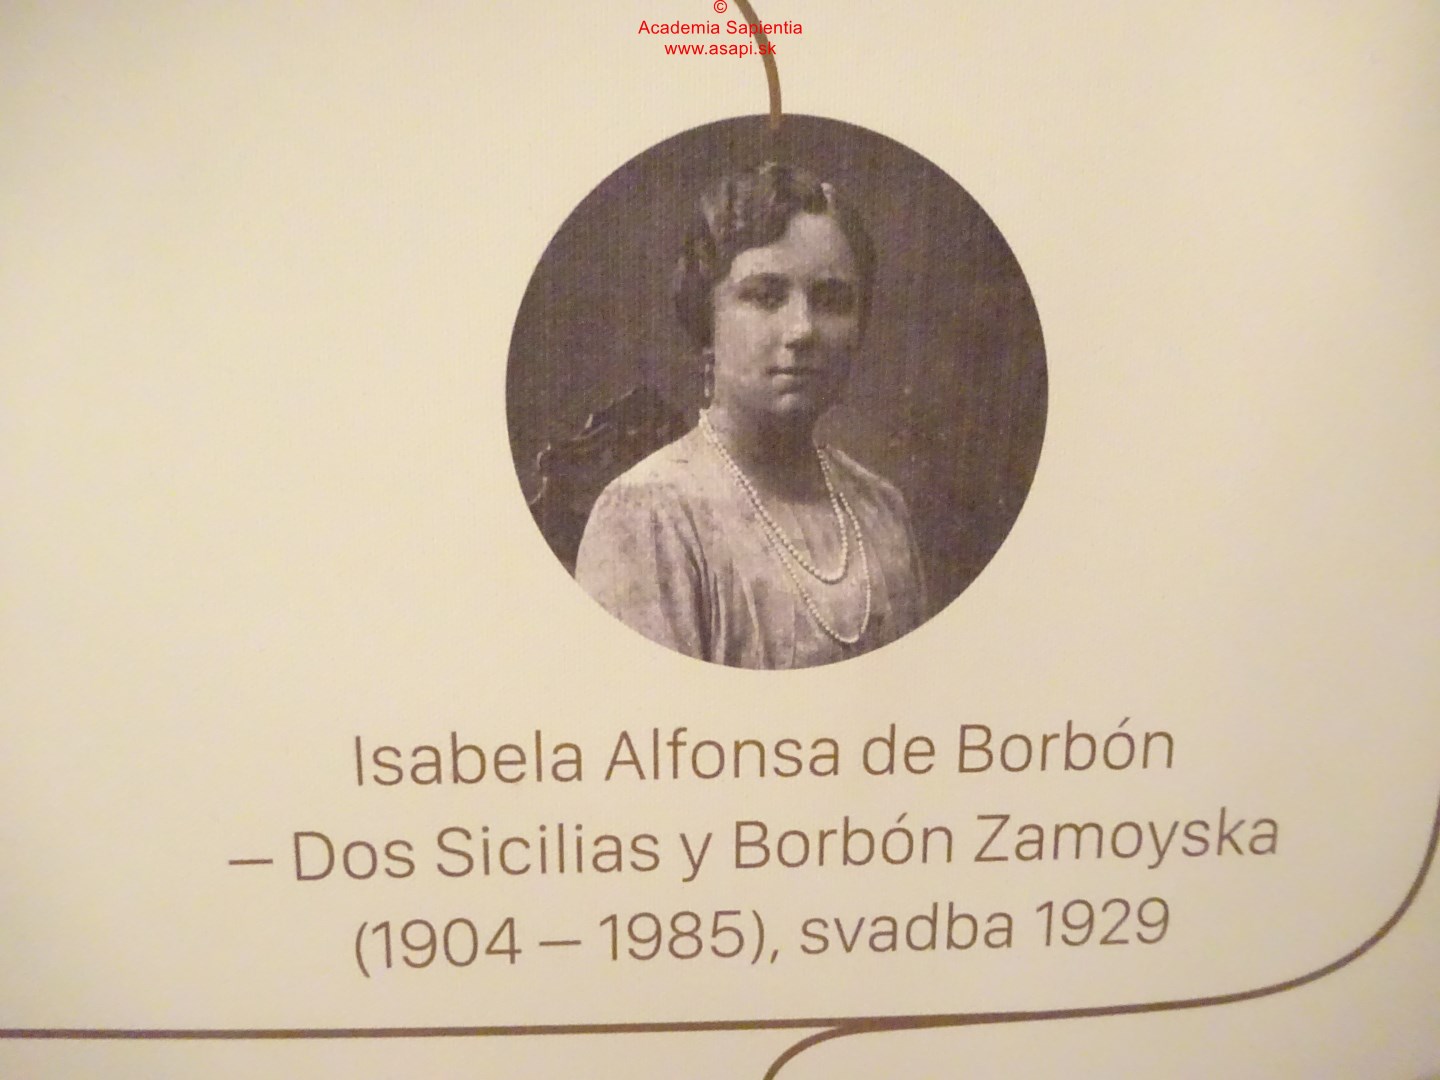 ©
Academia Sapientia
www.asapi.sk
Isabela Alfonsa de Borbón
– Dos Sicilias y Borbón Zamoyska
(1904 – 1985), svadba 1929